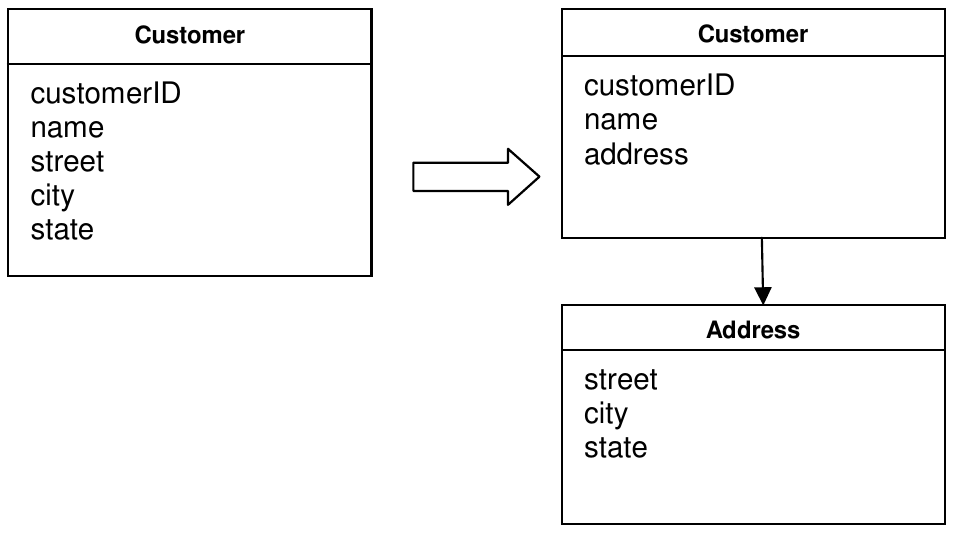 Customer
customerID
name
street
city
state
Customer
customerID
name
address
Address
street
city
state